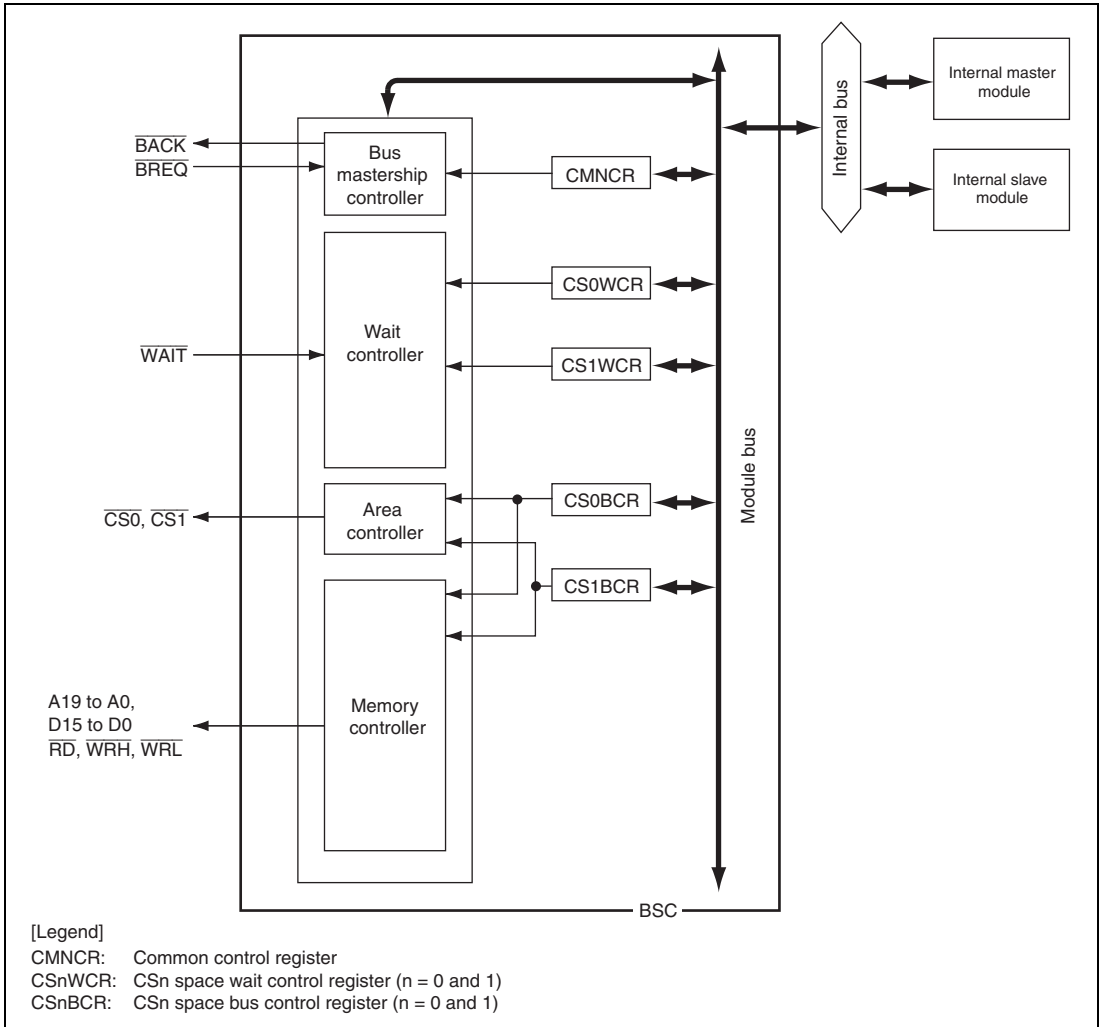 Internal master
module
Internal bus
Internal slave
module
BACK
BREQ
Bus
mastership
controller
CMNCR
CS0WCR
Wait
controller
WAIT
CS1WCR
Module bus
CS0, CS1
Area
controller
CS0BCR
CS1BCR
A19 to A0,
D15 to D0
RD, WRH, WRL
Memory
controller
BSC
[Legend]
CMNCR: Common control register
CSnWCR: CSn space wait control register (n = 0 and 1)
CSnBCR: CSn space bus control register (n = 0 and 1)